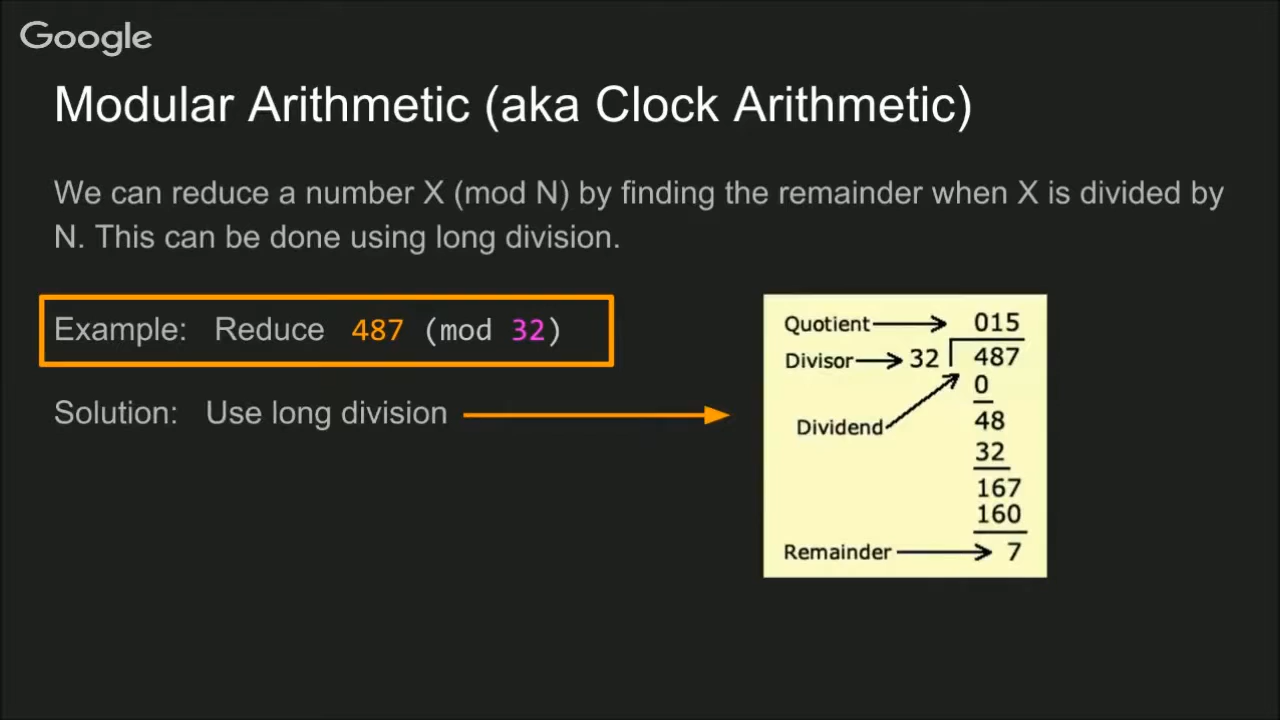 Google
Modular Arithmetic (aka Clock Arithmetic)
We can reduce a number X (mod N) by finding the remainder when X is divided by
N. This can be done using long division.
Example: Reduce 487 (mod 32)
Solution: Use long division
Quotient 015
Divisor 32 487
0
Dividend 48
32
167
160
Remainder 7